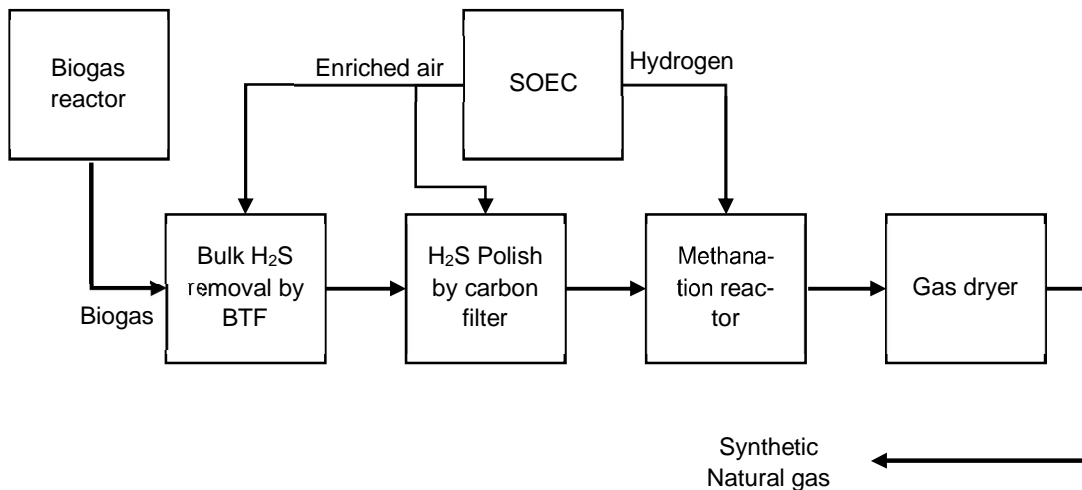 Biogas
reactor
Enriched air
SOEC
Hydrogen
Biogas
Bulk H₂S
removal by
BTF
H₂S Polish
by carbon
filter
Methana-
tion reac-
tor
Gas dryer
Synthetic
Natural gas